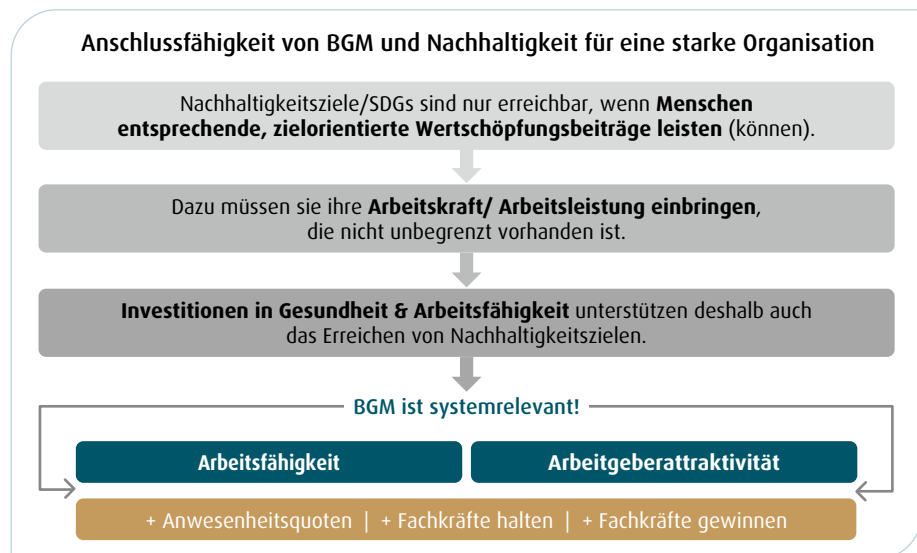 Anschlussfähigkeit von BGM und Nachhaltigkeit für eine starke Organisation
Nachhaltigkeitsziele/SDGs sind nur erreichbar, wenn Menschen
entsprechende, zielorientierte Wertschöpfungsbeiträge leisten (können).
Dazu müssen sie ihre Arbeitskraft/ Arbeitsleistung einbringen,
die nicht unbegrenzt vorhanden ist.
Investitionen in Gesundheit & Arbeitsfähigkeit unterstützen deshalb auch
das Erreichen von Nachhaltigkeitszielen.
BGM ist systemrelevant!
Arbeitsfähigkeit
Arbeitgeberattraktivität
+ Anwesenheitsquoten | + Fachkräfte halten | + Fachkräfte gewinnen